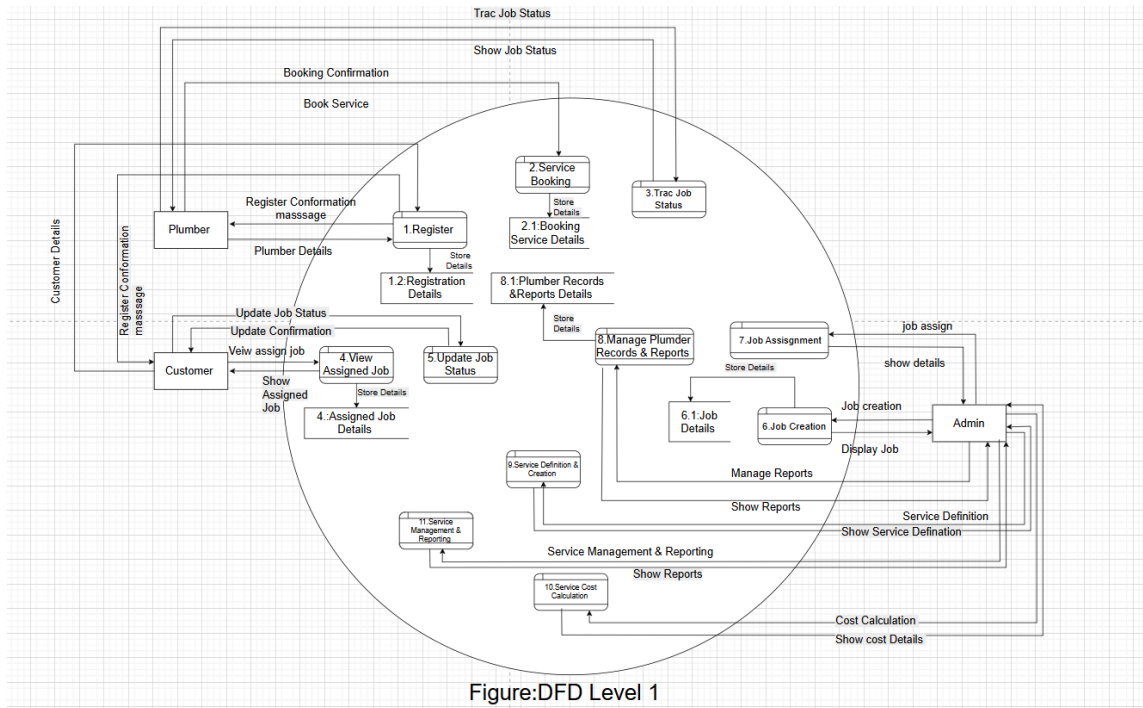 Trac Job Status
Show Job Status
Booking Confirmation
Book Service
2.Service
Booking
3.Trac Job
Status
Store
Details
2.1:Booking
Service Details
Plumber
Register Conformation
masssage
1.Register
Plumber Details
Store
Details
1.2:Registration
Details
Customer Details
Register Conformation
masssage
8.1:Plumber Records
&Reports Details
Store
Details
8.Manage Plumder
Records & Reports
Update Job Status
Update Confirmation
Veiw assign job
Customer
Show
Assigned
Job
4.View
Assigned Job
5.Update Job
Status
Store Details
4.:Assigned Job
Details
7.Job Assignment
job assign
show details
Store Details
6.1:Job
Details
6.Job Creation
Job creation
Display Job
Admin
Manage Reports
Show Reports
9.Service Definition &
Creation
Service Definition
Show Service Defination
11.Service
Management &
Reporting
Service Management & Reporting
Show Reports
10.Service Cost
Calculation
Cost Calculation
Show cost Details
Figure:DFD Level 1